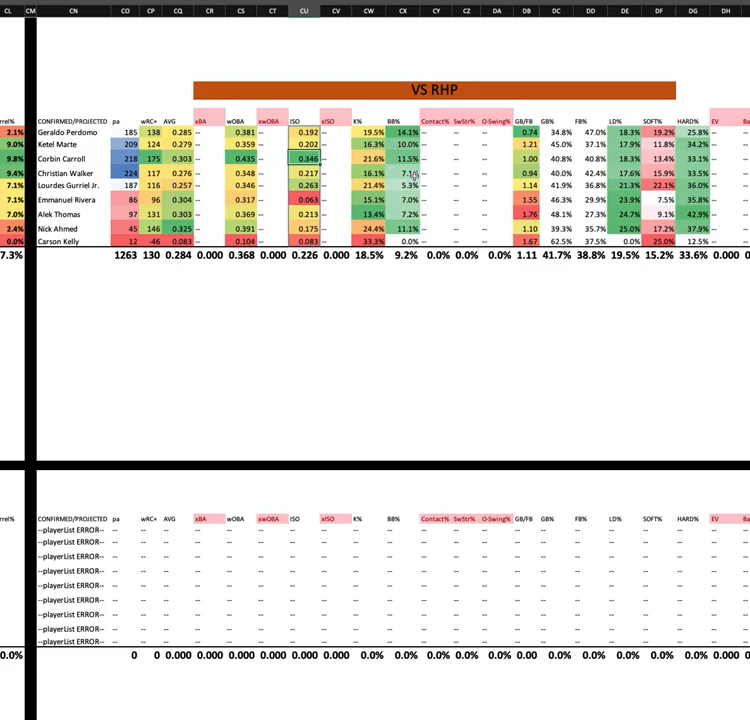 CL CM CN CO CP CQ CR CS CT CU CV CW CX CY CZ DA DB DC DD DE DF DG DH
VS RHP
rrel% CONFIRMED/PROJECTED pa wRC+ AVG xBA wOBA xwOBA ISO xISO K% BB% Contact% SwStr% O-Swing% GB/FB GB% FB% LD% SOFT% HARD% EV Ba
2.1% Geraldo Perdomo 185 138 0.285 -- 0.381 -- 0.192 -- 19.5% 14.1% -- -- -- 0.74 34.8% 47.0% 18.3% 19.2% 25.8% -- --
9.0% Ketel Marte 209 124 0.279 -- 0.359 -- 0.202 -- 16.3% 10.0% -- -- -- 1.21 45.0% 37.1% 17.9% 11.8% 34.2% -- --
9.8% Corbin Carroll 218 175 0.303 -- 0.435 -- 0.346 -- 21.6% 11.5% -- -- -- 1.00 40.8% 40.8% 18.3% 13.4% 33.1% -- --
9.4% Christian Walker 224 117 0.276 -- 0.348 -- 0.217 -- 16.1% -- -- -- 0.94 40.0% 42.4% 17.6% 15.9% 33.5% -- --
7.1% Lourdes Gurriel Jr. 187 116 0.257 -- 0.346 -- 0.263 -- 21.4% 5.3% -- -- -- 1.14 41.9% 36.8% 21.3% 22.1% 36.0% -- --
7.1% Emmanuel Rivera 86 96 0.304 -- 0.317 -- 0.063 -- 15.1% 7.0% -- -- -- 1.55 46.3% 29.9% 23.9% 7.5% 35.8% -- --
7.0% Alek Thomas 97 131 0.303 -- 0.369 -- 0.213 -- 13.4% 7.2% -- -- -- 1.76 48.1% 27.3% 24.7% 9.1% 42.9% -- --
2.4% Nick Ahmed 45 146 0.325 -- 0.391 -- 0.175 -- 24.4% 11.1% -- -- -- 1.10 39.3% 35.7% 25.0% 17.2% 37.9% -- --
0.0% Carson Kelly 12 -46 0.083 -- 0.104 -- 0.083 -- 33.3% 0.0% -- -- -- 1.67 62.5% 37.5% 0.0% 25.0% 12.5% -- --
7.3% 1263 130 0.284 0.000 0.368 0.000 0.226 0.000 18.5% 9.2% 0.0% 0.0% 0.0% 1.11 41.7% 38.8% 19.5% 15.2% 33.6% 0.000 0
rrel% CONFIRMED/PROJECTED pa wRC+ AVG xBA wOBA xwOBA ISO xISO K% BB% Contact% SwStr% O-Swing% GB/FB GB% FB% LD% SOFT% HARD% EV Ba
--playerList ERROR-- -- -- -- -- -- -- -- -- -- -- -- -- -- -- -- -- -- -- -- -- --
--playerList ERROR-- -- -- -- -- -- -- -- -- -- -- -- -- -- -- -- -- -- -- -- -- --
--playerList ERROR-- -- -- -- -- -- -- -- -- -- -- -- -- -- -- -- -- -- -- -- -- --
--playerList ERROR-- -- -- -- -- -- -- -- -- -- -- -- -- -- -- -- -- -- -- -- -- --
--playerList ERROR-- -- -- -- -- -- -- -- -- -- -- -- -- -- -- -- -- -- -- -- -- --
--playerList ERROR-- -- -- -- -- -- -- -- -- -- -- -- -- -- -- -- -- -- -- -- -- --
--playerList ERROR-- -- -- -- -- -- -- -- -- -- -- -- -- -- -- -- -- -- -- -- -- --
--playerList ERROR-- -- -- -- -- -- -- -- -- -- -- -- -- -- -- -- -- -- -- -- -- --
--playerList ERROR-- -- -- -- -- -- -- -- -- -- -- -- -- -- -- -- -- -- -- -- -- --
0.0% 0 0 0.000 0.000 0.000 0.000 0.000 0.000 0.0% 0.0% 0.0% 0.0% 0.0% 0.00 0.0% 0.0% 0.0% 0.0% 0.0% 0.000 0